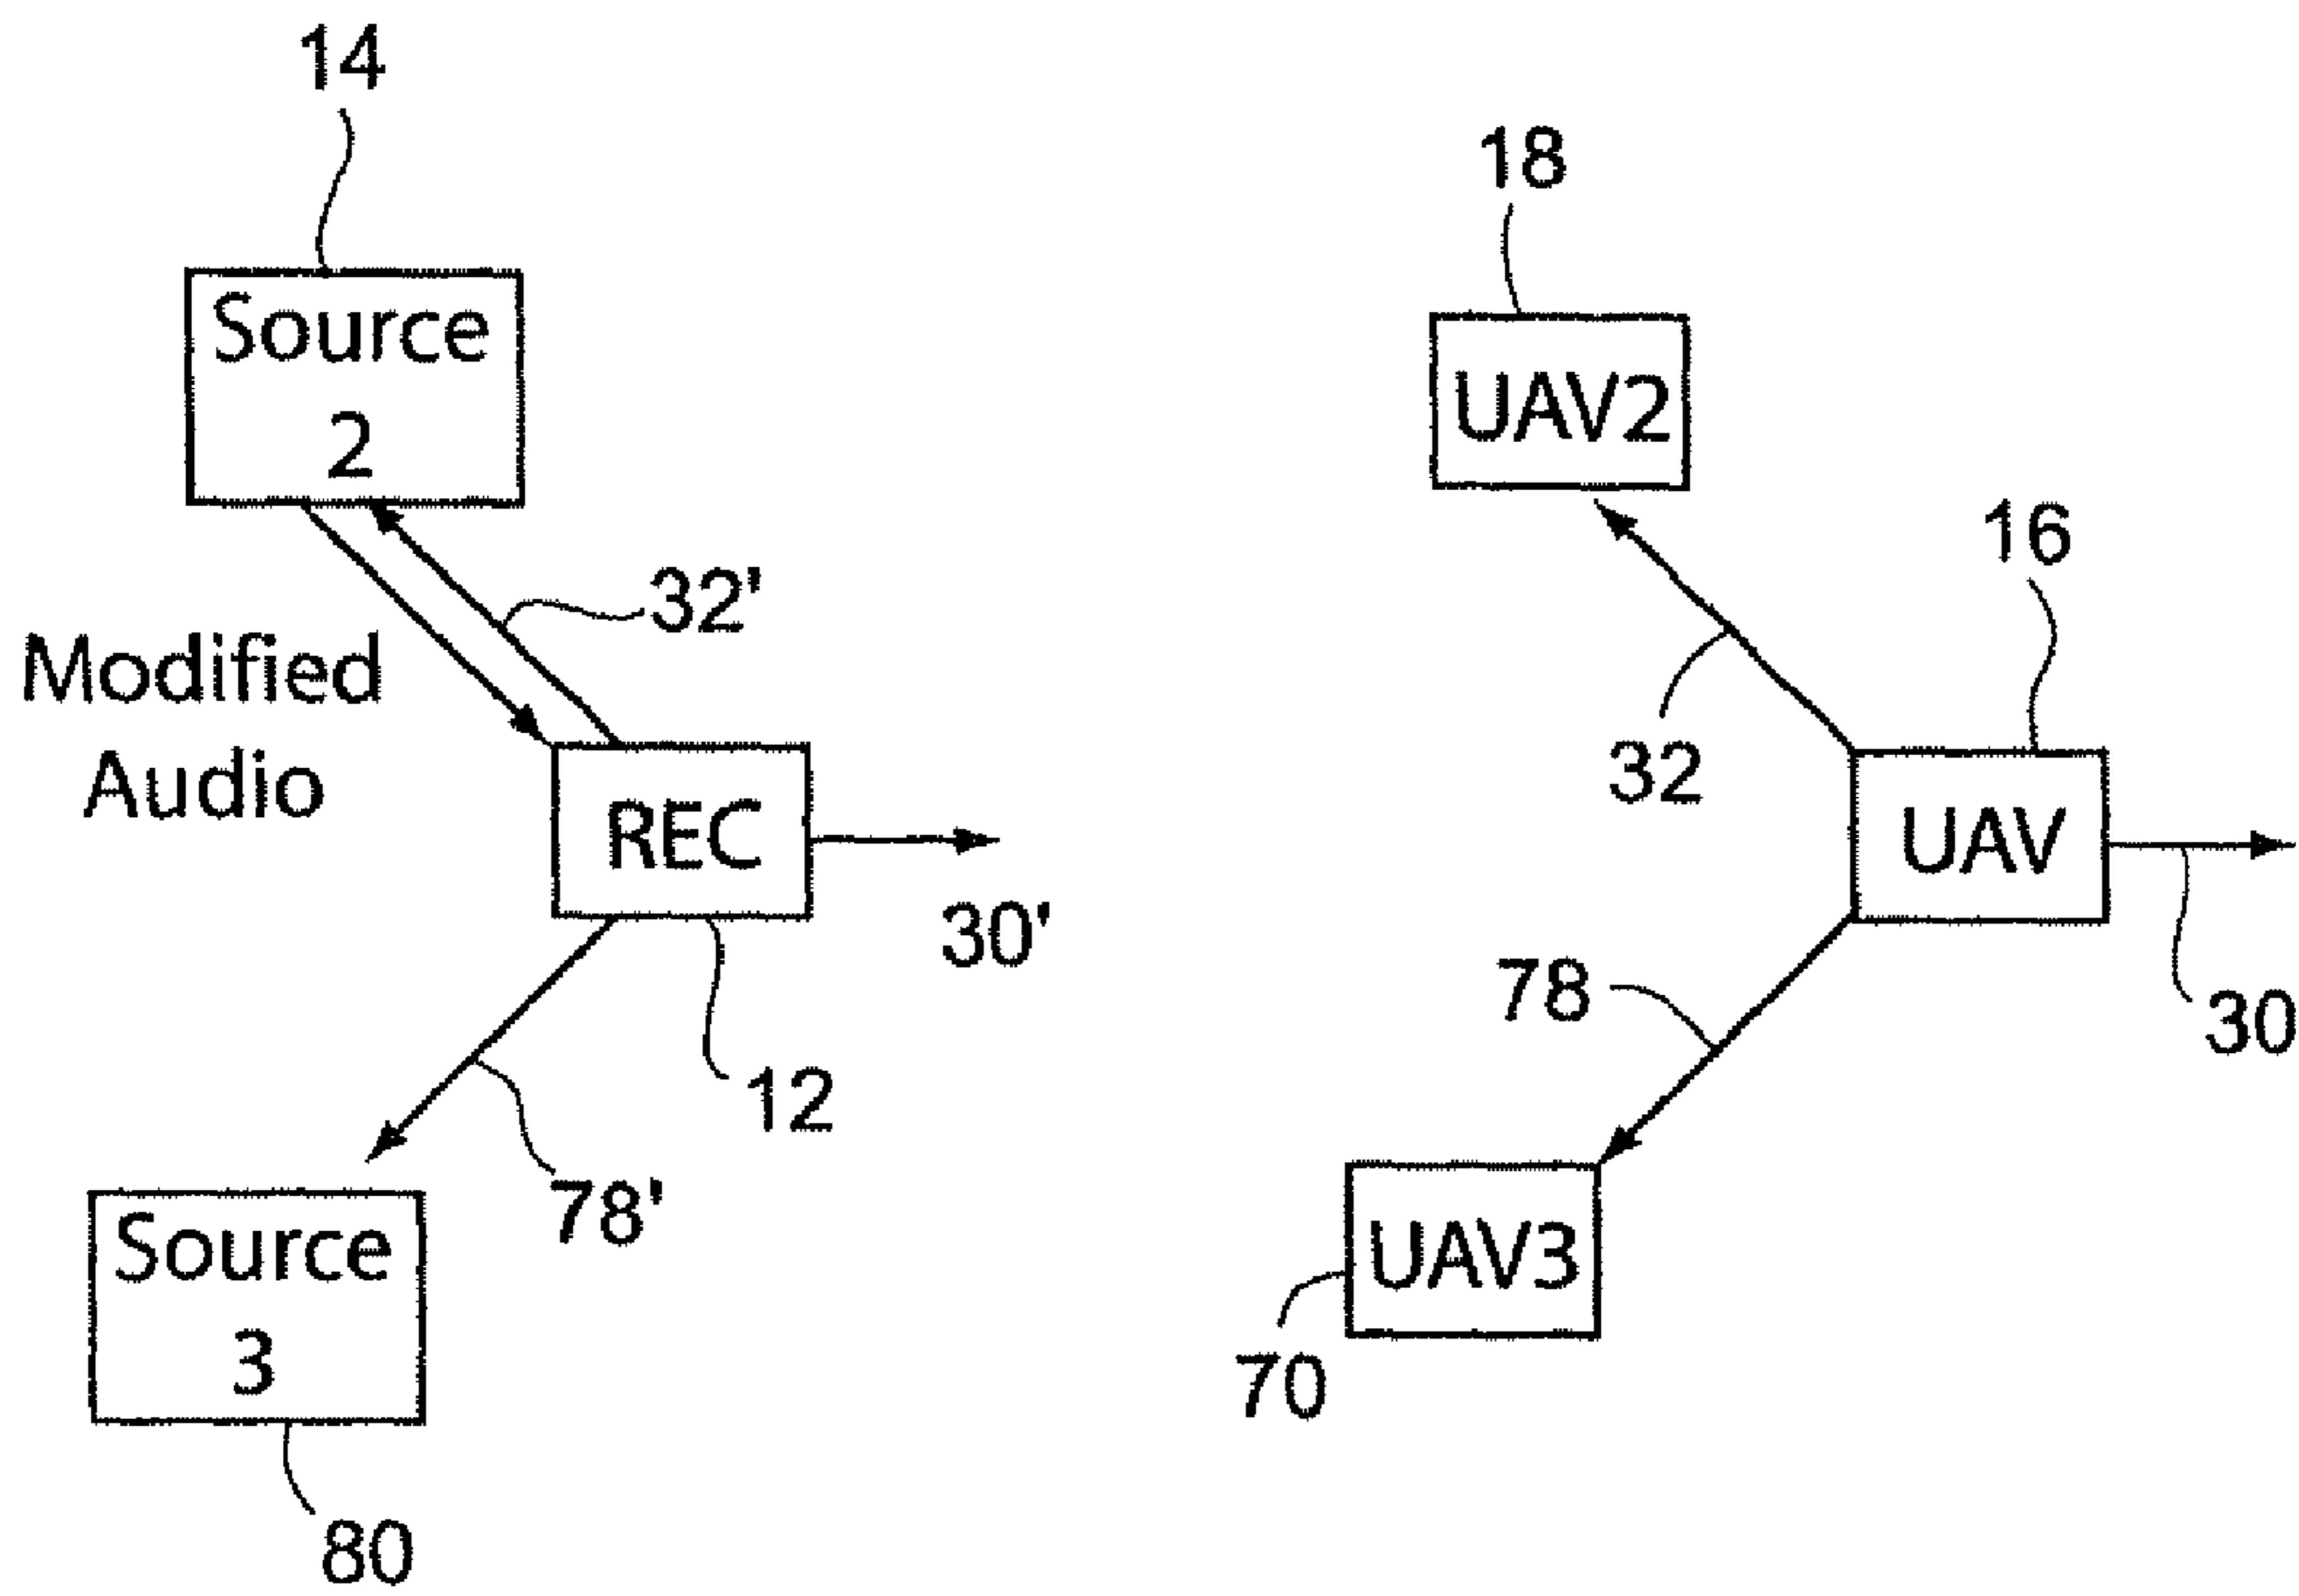 14
Source
2
32'
Modified
Audio
REC
30'
12
78'
Source
3
80
18
UAV2
16
32
UAV
78
30
UAV3
70